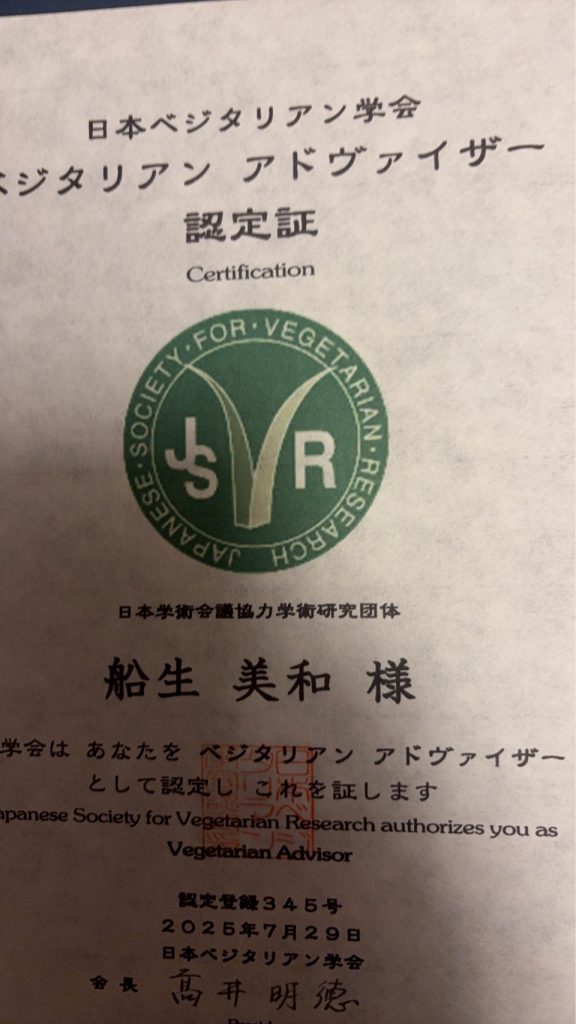 日本ベジタリアン学会
ベジタリアン アドヴァイザー
認定証
Certification
JAPANESE・SOCIETY・FOR・VEGETARIAN・RESEARCH
JSVR
日本学術会議協力学術研究団体
船生 美和 様
学会は あなたを ベジタリアン アドヴァイザー
として認定し これを証します
apanese Society for Vegetarian Research authorizes you as
Vegetarian Advisor
認定登録345号
2025年7月29日
日本ベジタリアン学会
会長 高井明徳